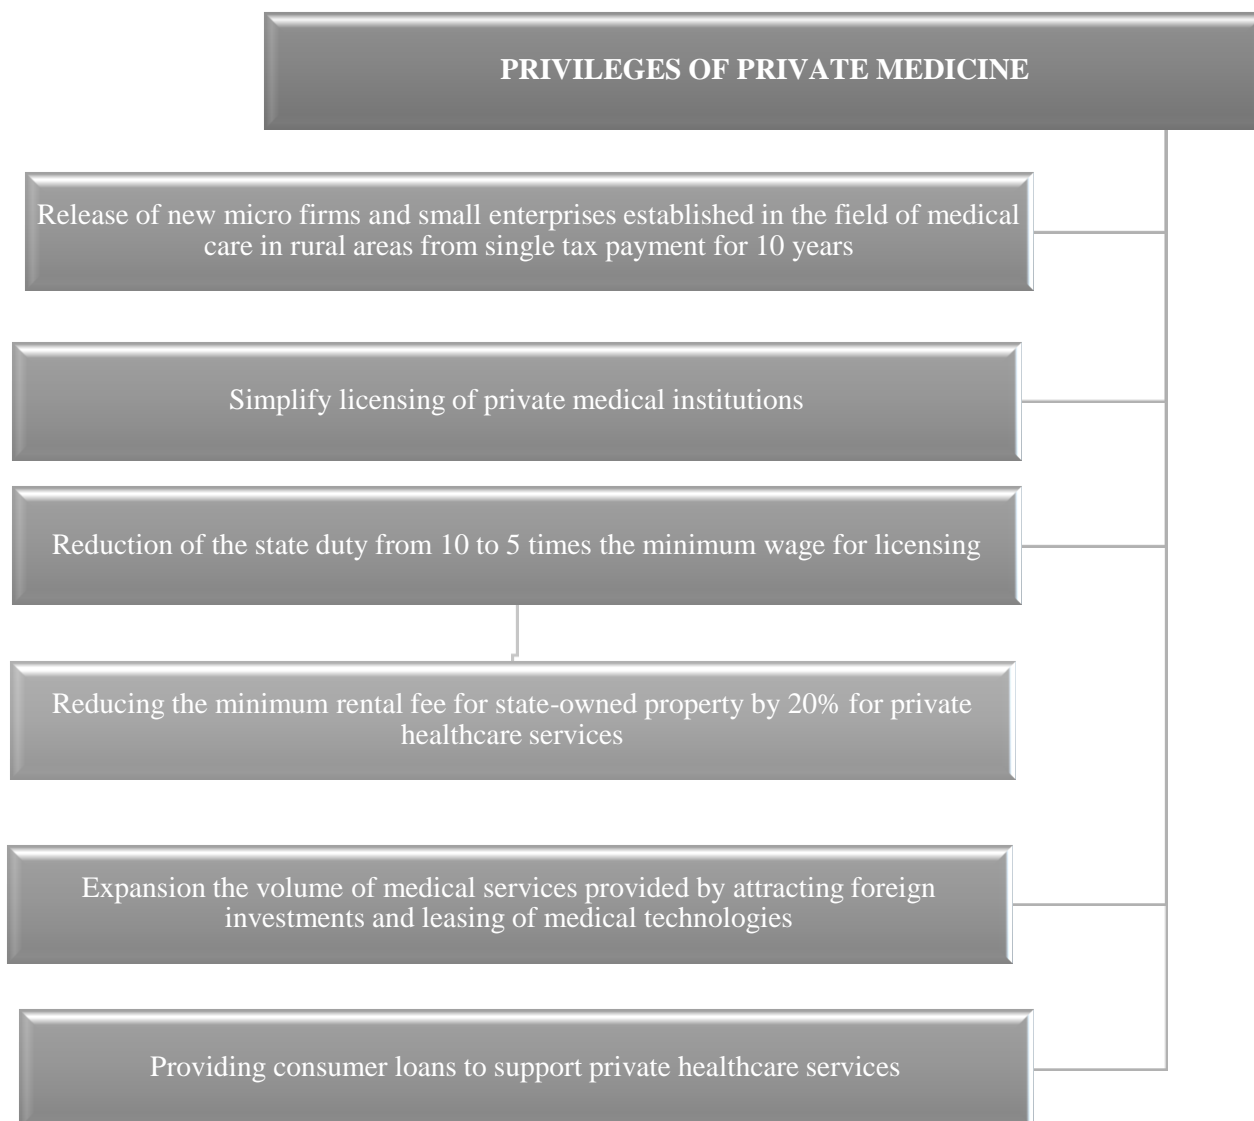 PRIVILEGES OF PRIVATE MEDICINE
Release of new micro firms and small enterprises established in the field of medical
care in rural areas from single tax payment for 10 years
Simplify licensing of private medical institutions
Reduction of the state duty from 10 to 5 times the minimum wage for licensing
Reducing the minimum rental fee for state-owned property by 20% for private
healthcare services
Expansion the volume of medical services provided by attracting foreign
investments and leasing of medical technologies
Providing consumer loans to support private healthcare services